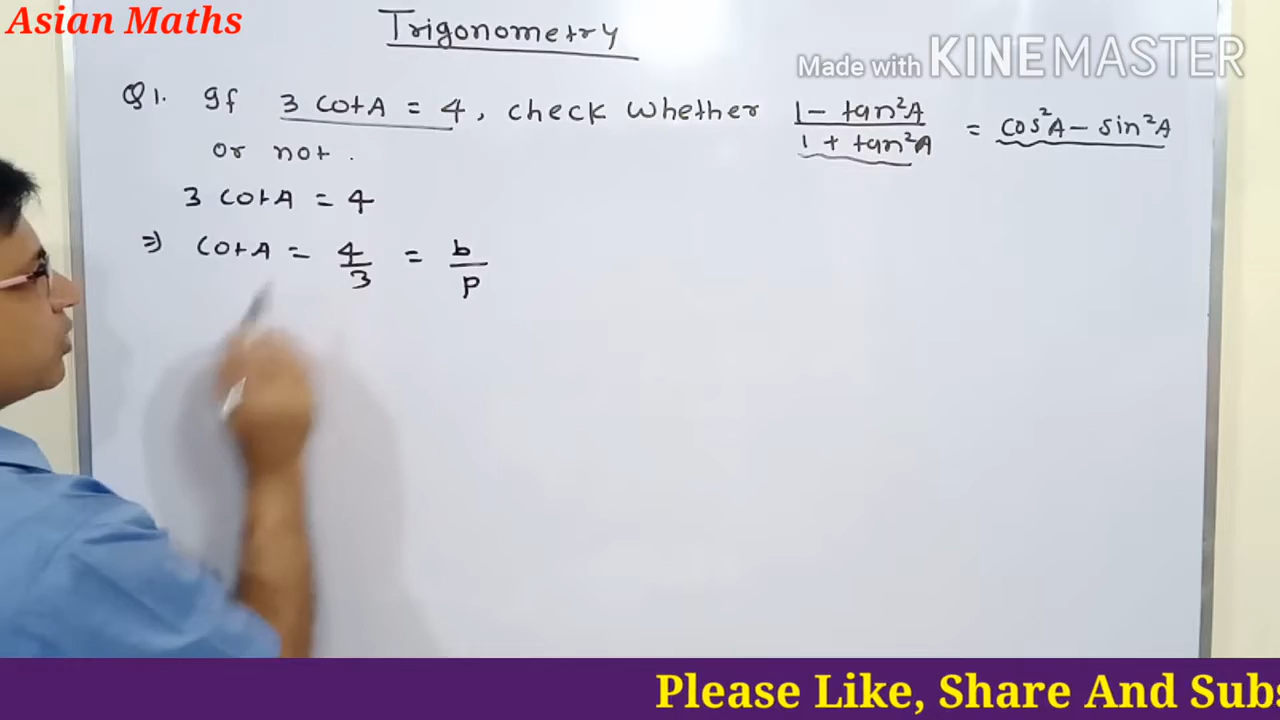 Asian Maths
Trigonometry
Made with KINEMASTER
Q1. If 3 cotA = 4, check whether (1 - tan²A)/(1 + tan²A) = cos²A - sin²A
or not.
3 cotA = 4
⇒ cotA = 4/3 = b/p
Please Like, Share And Subs